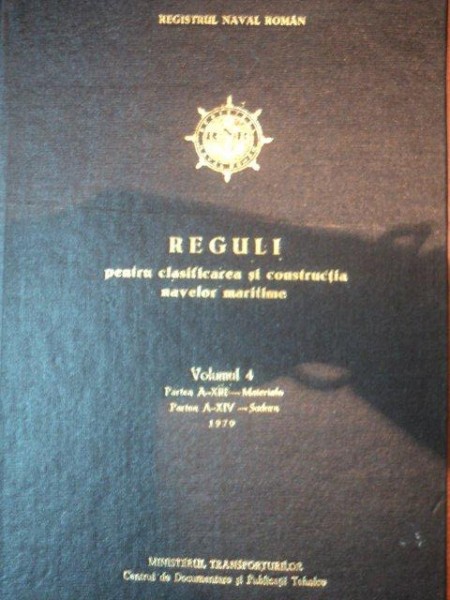 REGISTRUL NAVAL ROMÂN
R N R
REGULI
pentru clasificarea și construcția
navelor maritime
Volumul 4
Partea A-XIII — Materiale
Partea A-XIV — Sudura
1979
MINISTERUL TRANSPORTURILOR
Centrul de Documentare și Publicații Tehnice